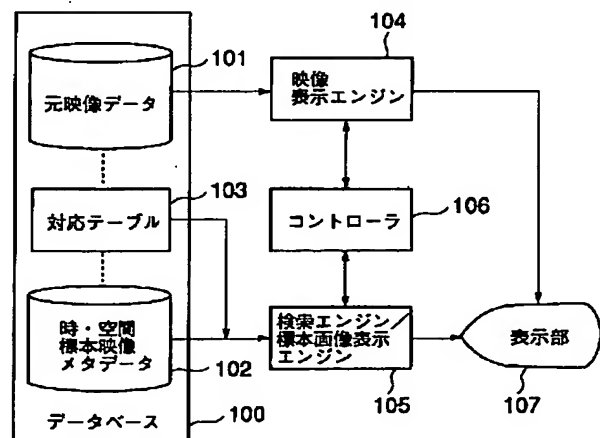 104
101
元映像データ
映像
表示エンジン
103
対応テーブル
コントローラ
106
時・空間
標本映像
メタデータ
102
検索エンジン/
標本画像表示
エンジン
105
表示部
107
データベース
100